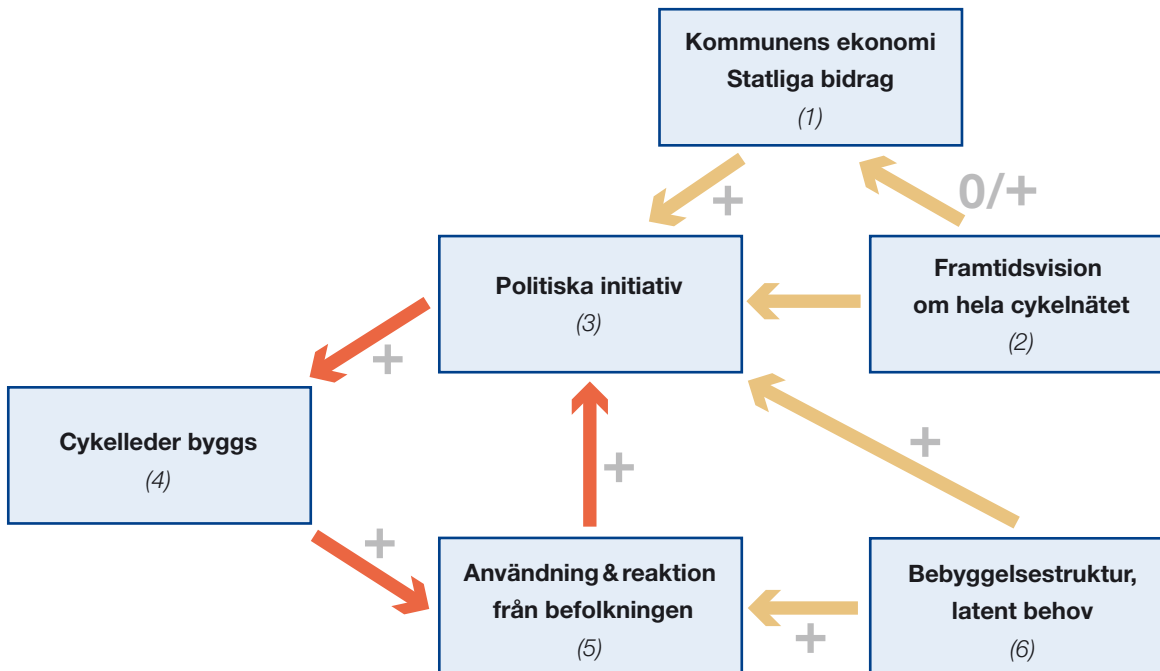 Kommunens ekonomi
Statliga bidrag
(1)
+
0/+
Politiska initiativ
(3)
Framtidsvision
om hela cykelnätet
(2)
+
Cykelleder byggs
(4)
+
+
+
Användning & reaktion
från befolkningen
(5)
+
Bebyggelsestruktur,
latent behov
(6)